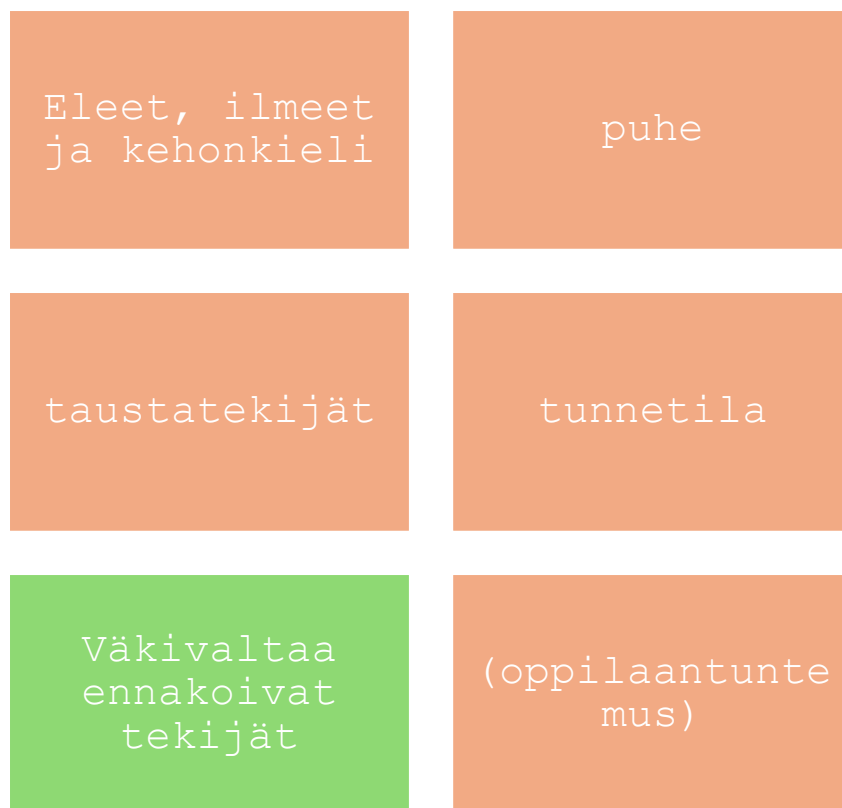 Eleet, ilmeet
ja kehonkieli
puhe
taustatekijät
tunnetila
Väkivaltaa
ennakoivat
tekijät
(oppilaantunte
mus)